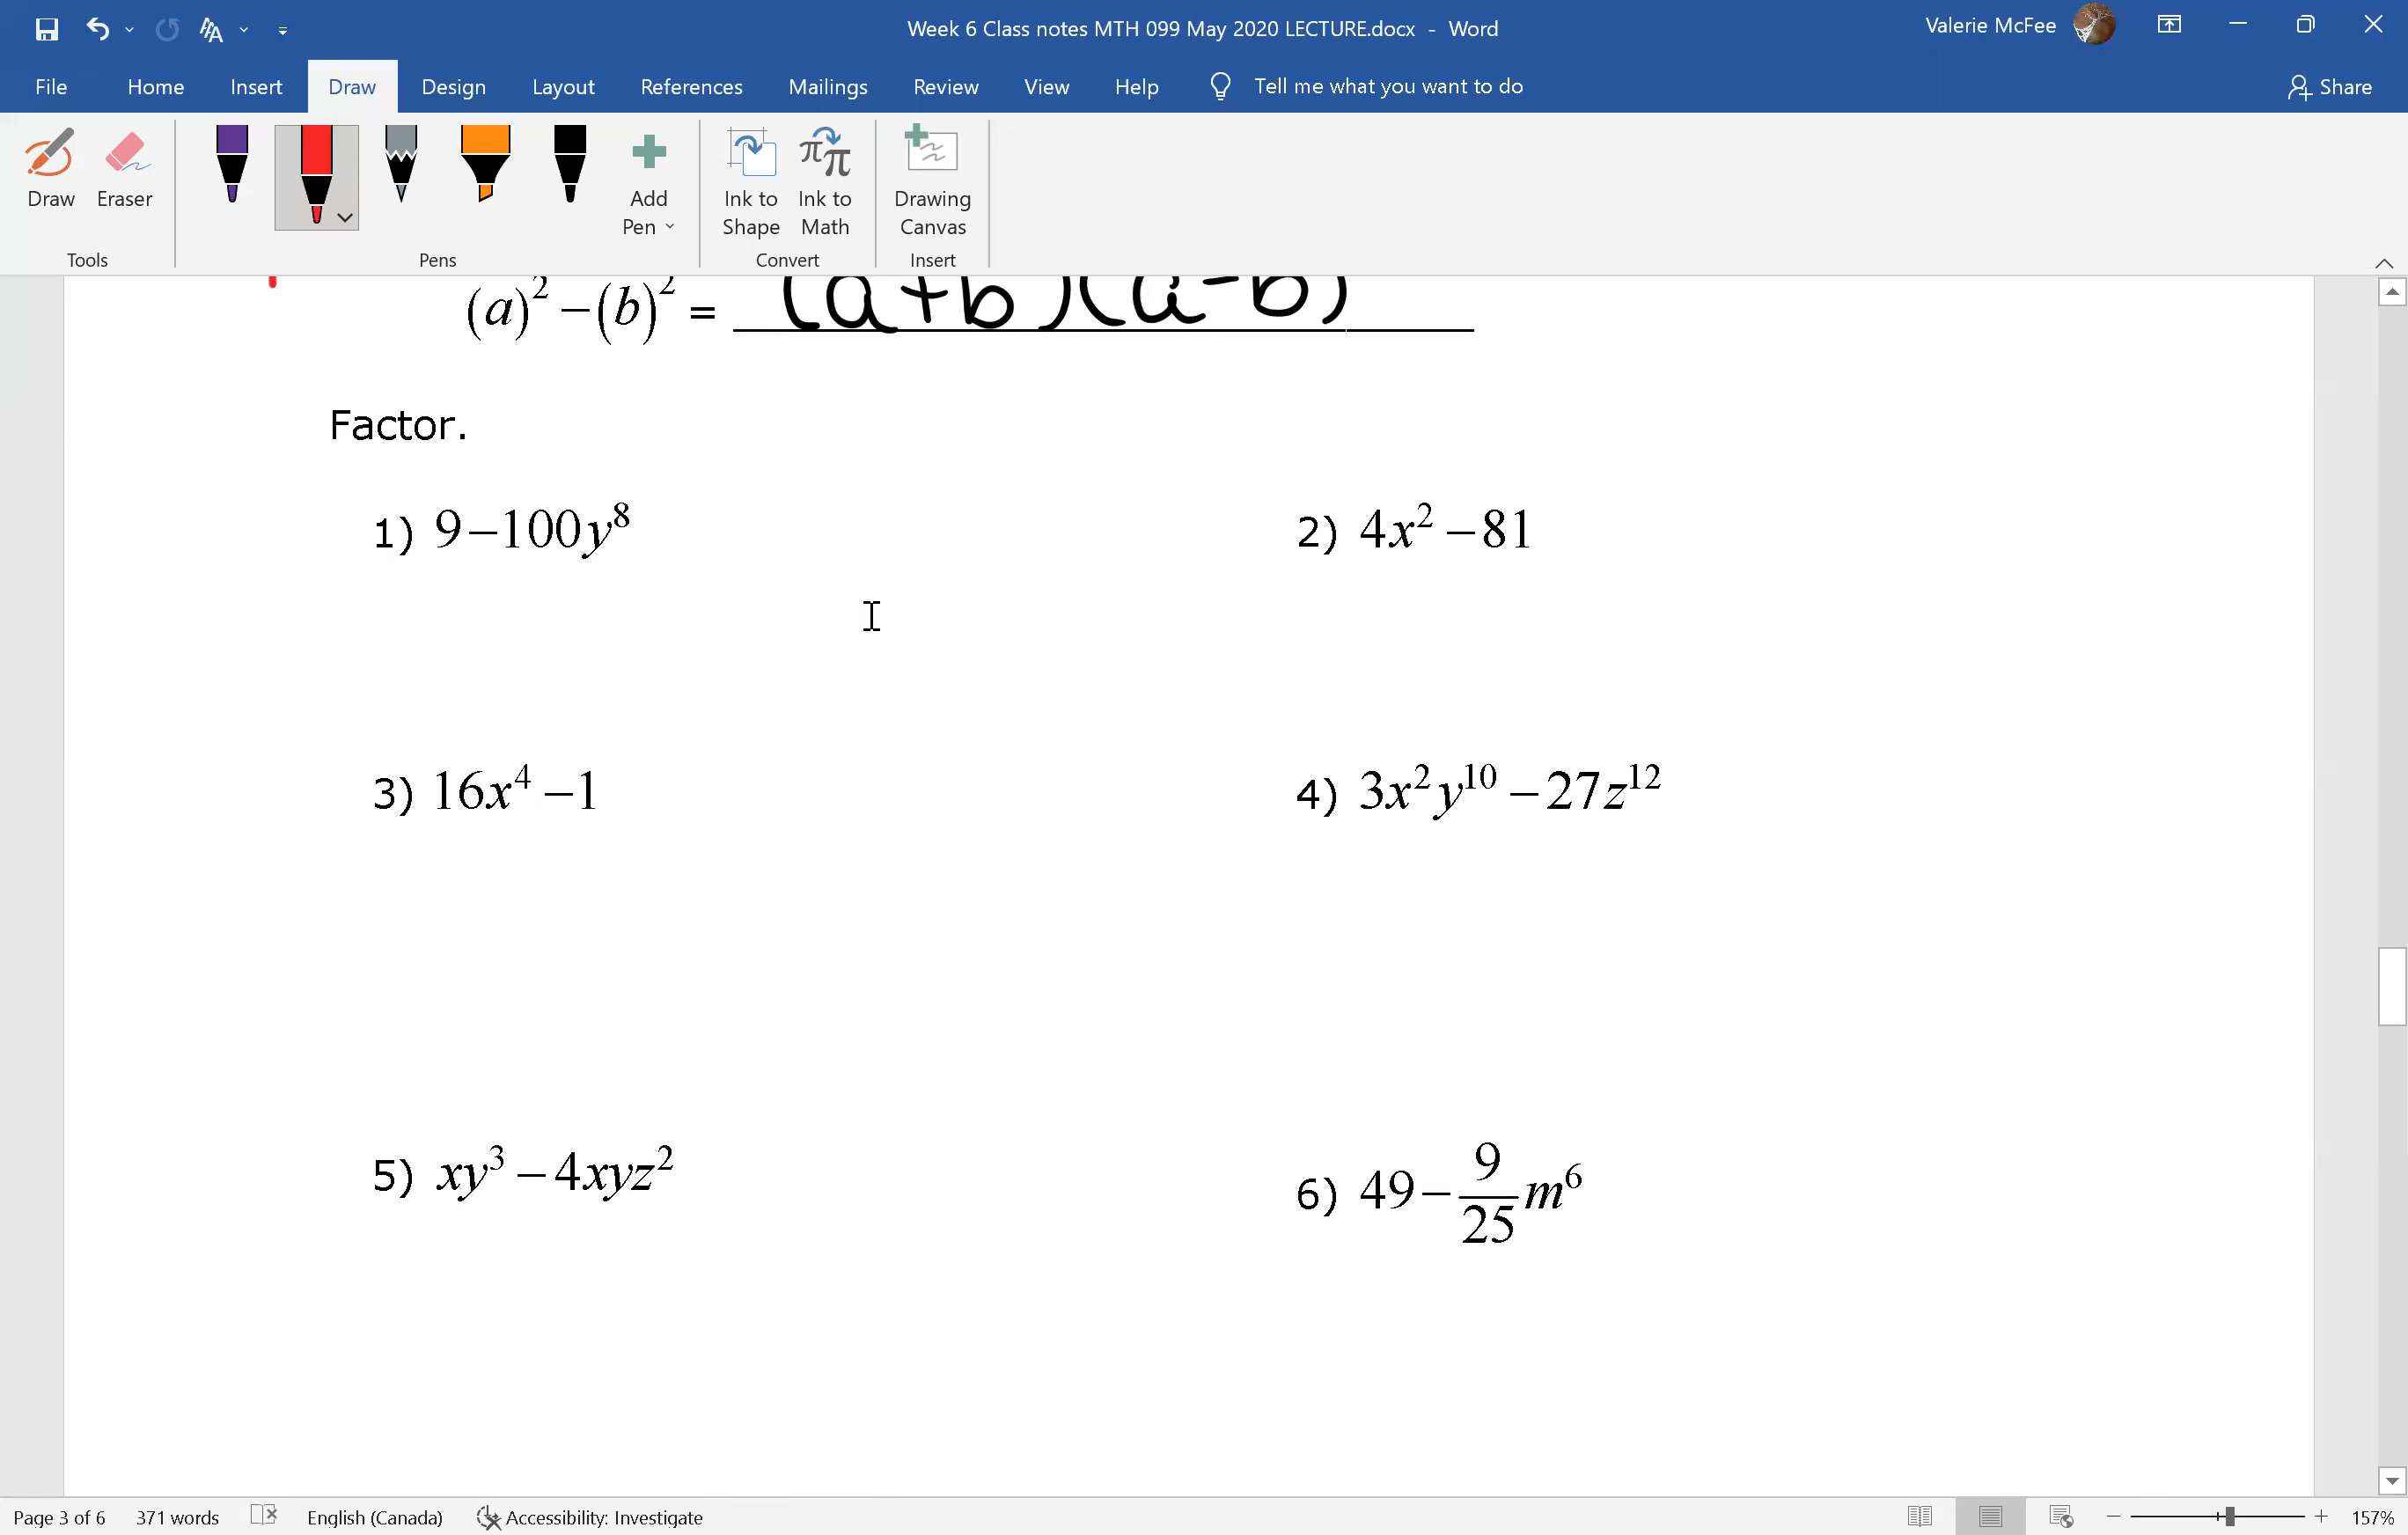 Week 6 Class notes MTH 099 May 2020 LECTURE.docx - Word
Valerie McFee
File Home Insert Draw Design Layout References Mailings Review View Help Tell me what you want to do Share
Draw Eraser Add Pen Ink to Shape Ink to Math Drawing Canvas
Tools Pens Convert Insert
(a)² − (b)² = (a+b)(a−b)
Factor.
1) 9−100y⁸ 2) 4x² −81
3) 16x⁴ −1 4) 3x²y¹⁰ −27z¹²
5) xy³ −4xyz² 6) 49− 9/25 m⁶
Page 3 of 6 371 words English (Canada) Accessibility: Investigate 157%